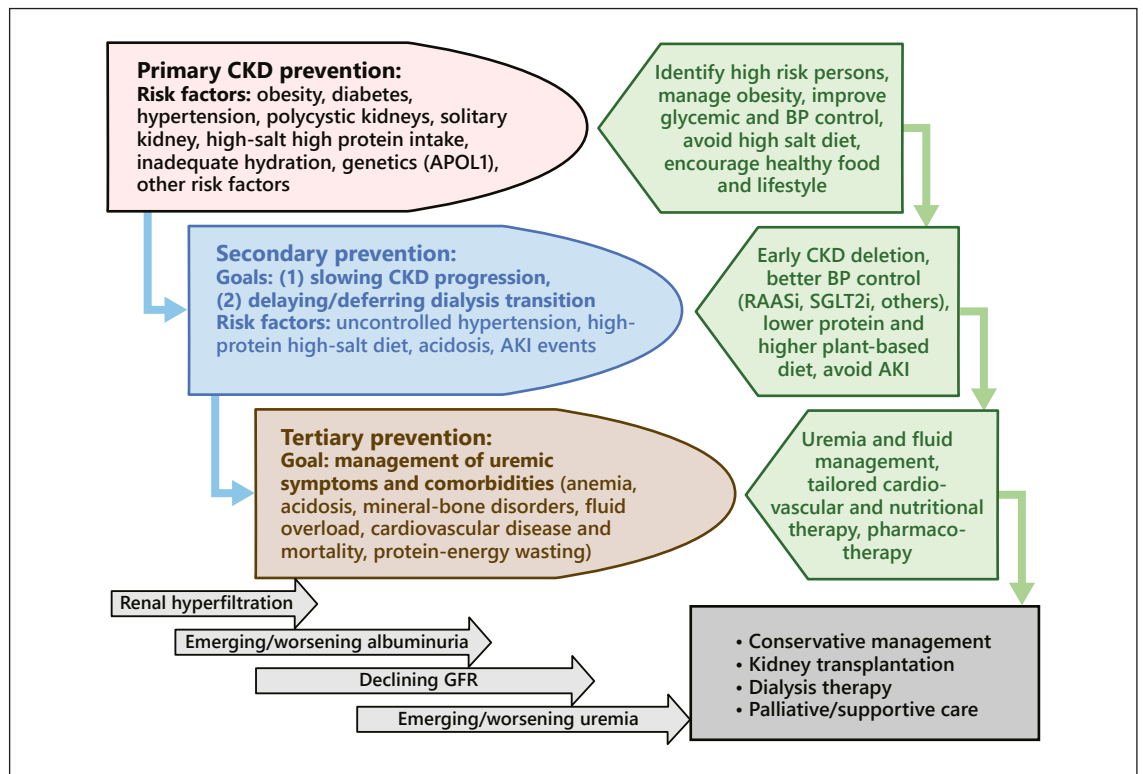 Primary CKD prevention:
Risk factors: obesity, diabetes,
hypertension, polycystic kidneys, solitary
kidney, high-salt high protein intake,
inadequate hydration, genetics (APOL1),
other risk factors
Identify high risk persons,
manage obesity, improve
glycemic and BP control,
avoid high salt diet,
encourage healthy food
and lifestyle
Secondary prevention:
Goals: (1) slowing CKD progression,
(2) delaying/deferring dialysis transition
Risk factors: uncontrolled hypertension, high-
protein high-salt diet, acidosis, AKI events
Early CKD deletion,
better BP control
(RAASi, SGLT2i, others),
lower protein and
higher plant-based
diet, avoid AKI
Tertiary prevention:
Goal: management of uremic
symptoms and comorbidities (anemia,
acidosis, mineral-bone disorders, fluid
overload, cardiovascular disease and
mortality, protein-energy wasting)
Uremia and fluid
management,
tailored cardio-
vascular and nutritional
therapy, pharmaco-
therapy
Renal hyperfiltration
Emerging/worsening albuminuria
Declining GFR
Emerging/worsening uremia
• Conservative management
• Kidney transplantation
• Dialysis therapy
• Palliative/supportive care